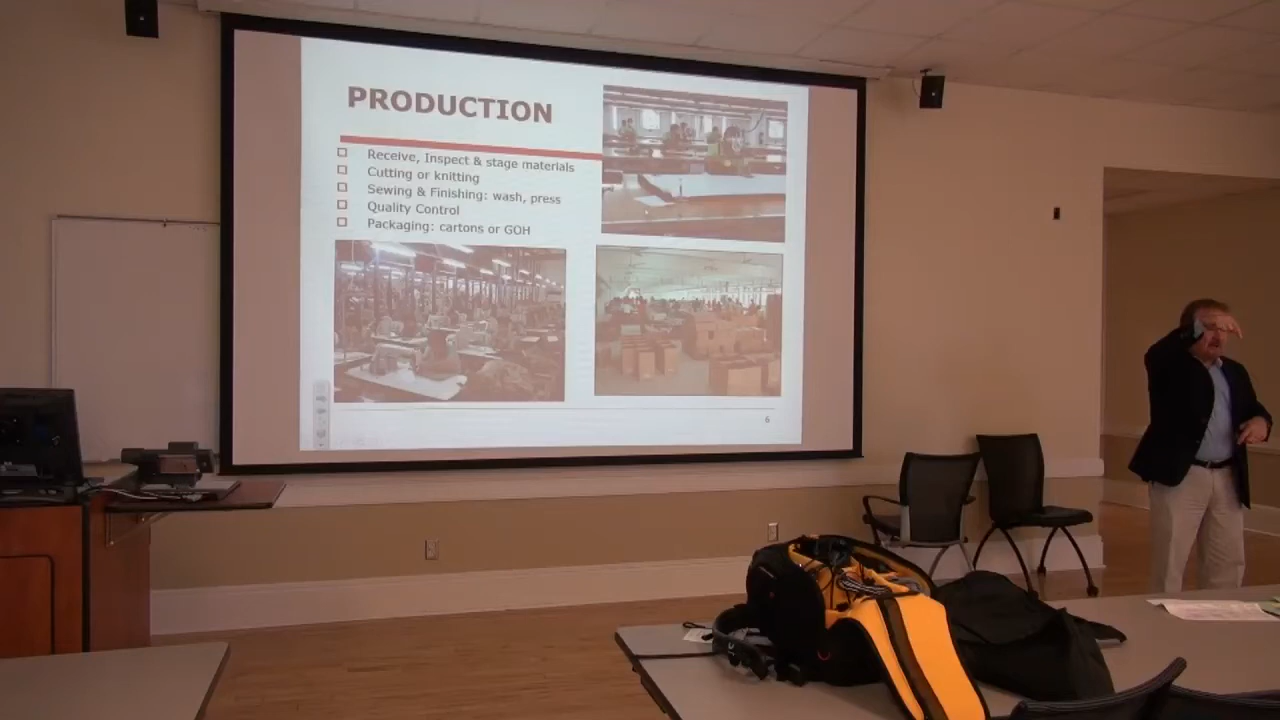 PRODUCTION
Receive, Inspect & stage materials
Cutting or knitting
Sewing & Finishing: wash, press
Quality Control
Packaging: cartons or GOH
6